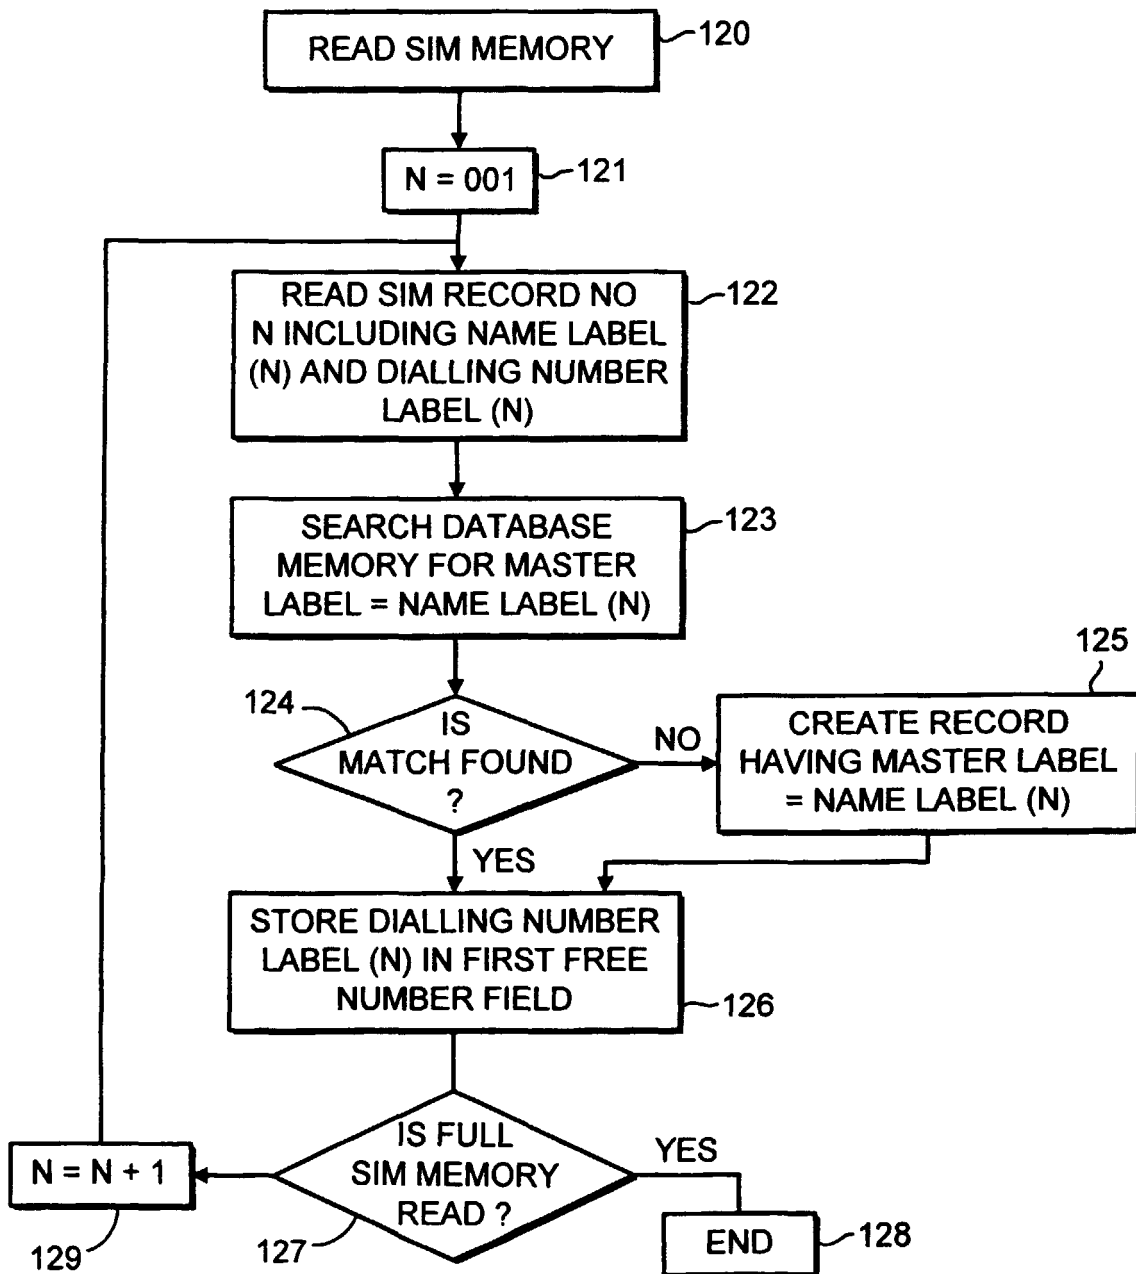 READ SIM MEMORY
120
N = 001
121
READ SIM RECORD NO
N INCLUDING NAME LABEL
(N) AND DIALLING NUMBER
LABEL (N)
122
SEARCH DATABASE
MEMORY FOR MASTER
LABEL = NAME LABEL (N)
123
124
IS
MATCH FOUND
?
NO
125
CREATE RECORD
HAVING MASTER LABEL
= NAME LABEL (N)
YES
STORE DIALLING NUMBER
LABEL (N) IN FIRST FREE
NUMBER FIELD
126
IS FULL
SIM MEMORY
READ ?
127
YES
END
128
N = N + 1
129